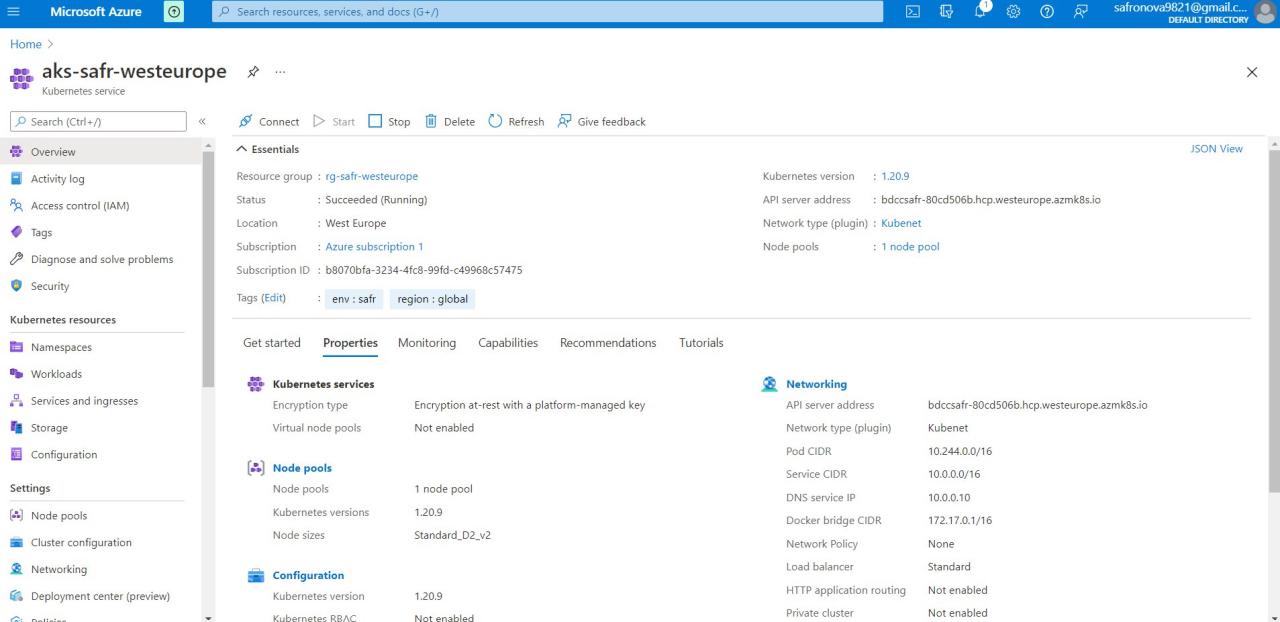 Microsoft Azure
Search resources, services, and docs (G+/)
1
safronova9821@gmail.c...
DEFAULT DIRECTORY
Home
aks-safr-westeurope
...
Kubernetes service
Search (Ctrl+/)
«
Overview
Activity log
Access control (IAM)
Tags
Diagnose and solve problems
Security
Kubernetes resources
Namespaces
Workloads
Services and ingresses
Storage
Configuration
Settings
Node pools
Cluster configuration
Networking
Deployment center (preview)
Policies
Connect Start Stop Delete Refresh Give feedback
Essentials
JSON View
Resource group : rg-safr-westeurope
Status : Succeeded (Running)
Location : West Europe
Subscription : Azure subscription 1
Subscription ID : b8070bfa-3234-4fc8-99fd-c49968c57475
Tags (Edit) : env : safr region : global
Kubernetes version : 1.20.9
API server address : bdccsafr-80cd506b.hcp.westeurope.azmk8s.io
Network type (plugin) : Kubenet
Node pools : 1 node pool
Get started Properties Monitoring Capabilities Recommendations Tutorials
Kubernetes services
Encryption type Encryption at-rest with a platform-managed key
Virtual node pools Not enabled
Node pools
Node pools 1 node pool
Kubernetes versions 1.20.9
Node sizes Standard_D2_v2
Configuration
Kubernetes version 1.20.9
Kubernetes RBAC Not enabled
Networking
API server address bdccsafr-80cd506b.hcp.westeurope.azmk8s.io
Network type (plugin) Kubenet
Pod CIDR 10.244.0.0/16
Service CIDR 10.0.0.0/16
DNS service IP 10.0.0.10
Docker bridge CIDR 172.17.0.1/16
Network Policy None
Load balancer Standard
HTTP application routing Not enabled
Private cluster Not enabled